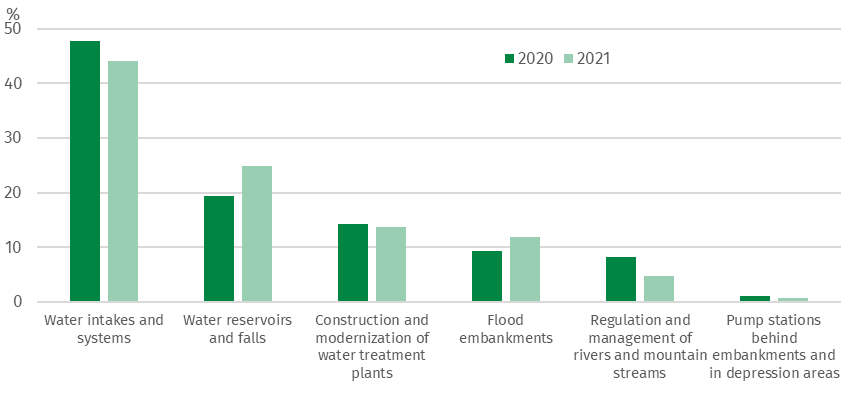 %
50
2020 2021
40
30
20
10
0
Water intakes and
systems
Water reservoirs
and falls
Construction and
modernization of
water treatment
plants
Flood
embankments
Regulation and
management of
rivers and mountain
streams
Pump stations
behind
embankments and
in depression areas